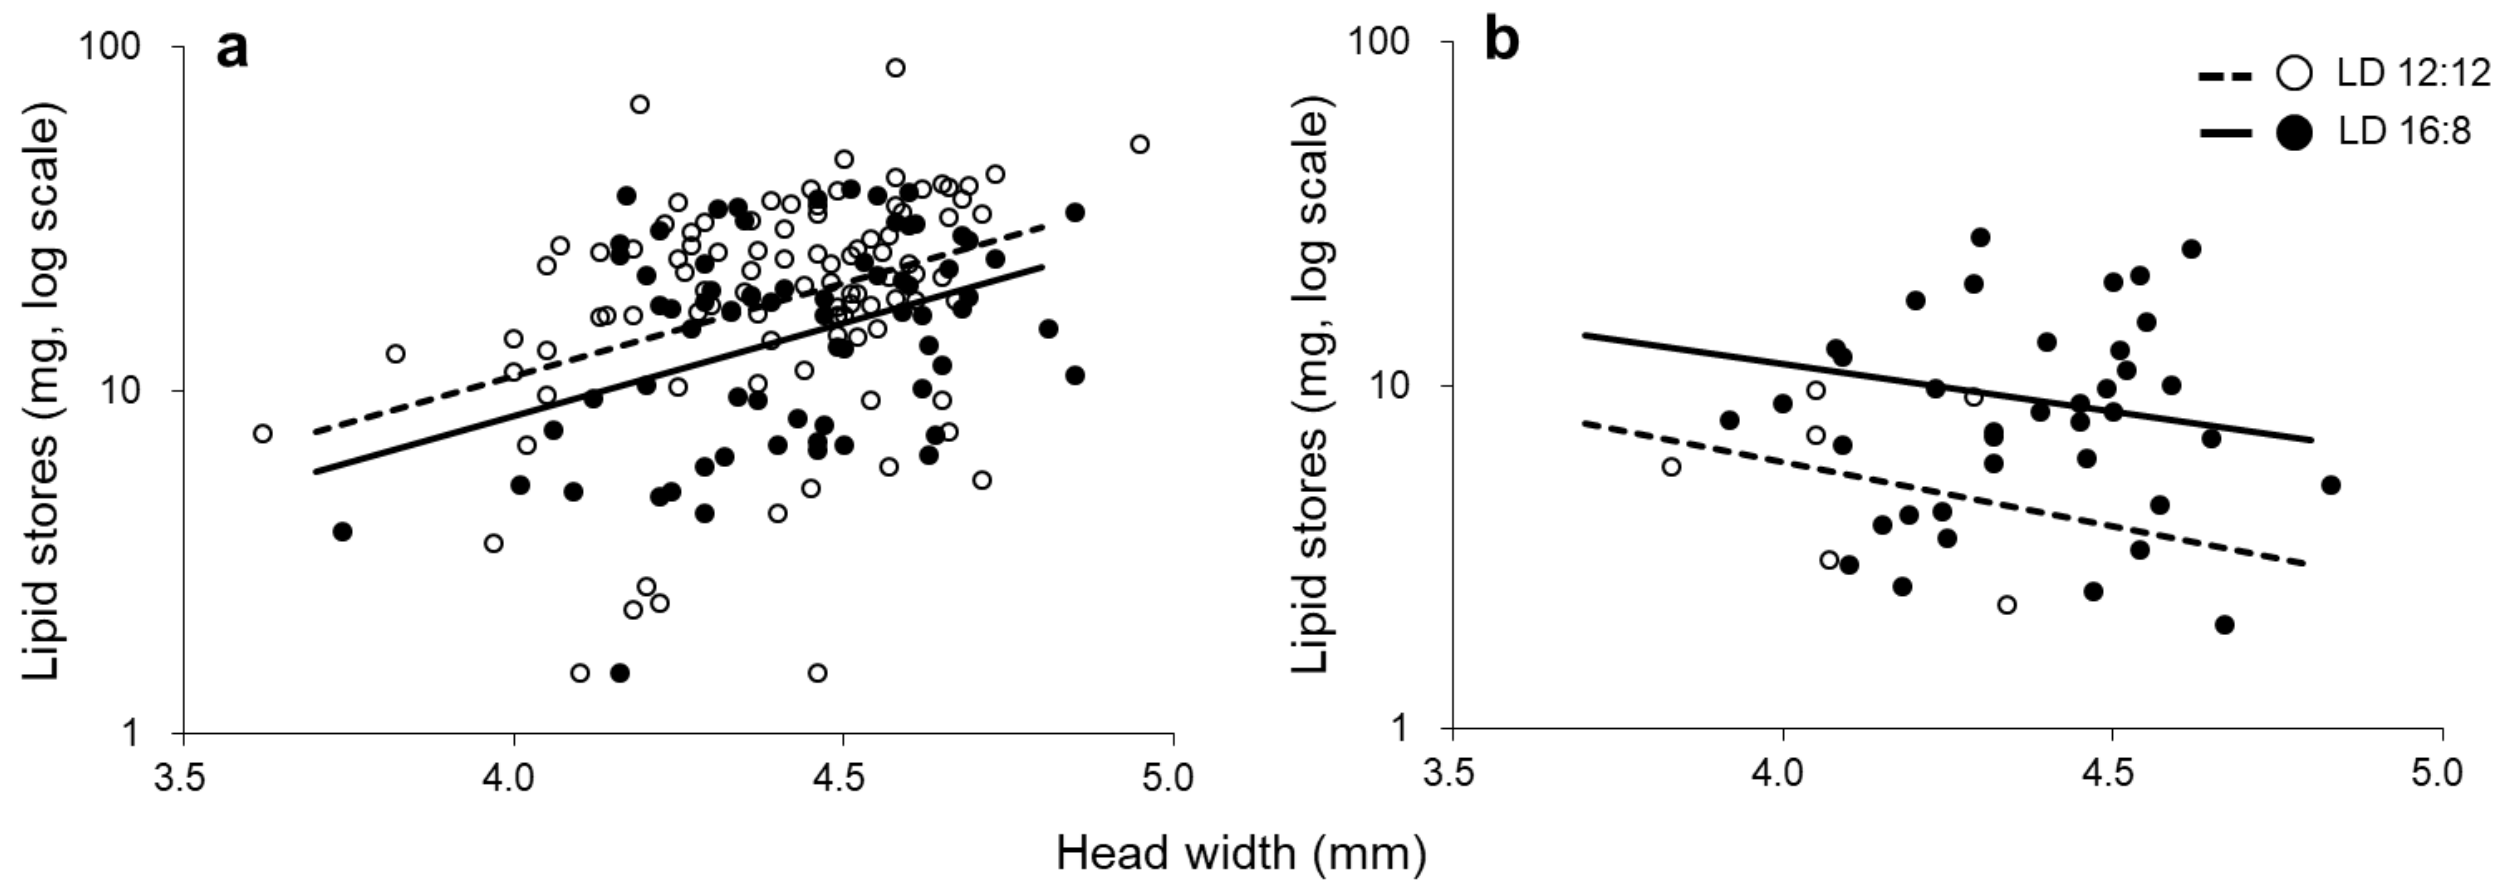 a
Lipid stores (mg, log scale)
100
10
1
3.5 4.0 4.5 5.0
b
Lipid stores (mg, log scale)
100
10
1
3.5 4.0 4.5 5.0
LD 12:12
LD 16:8
Head width (mm)